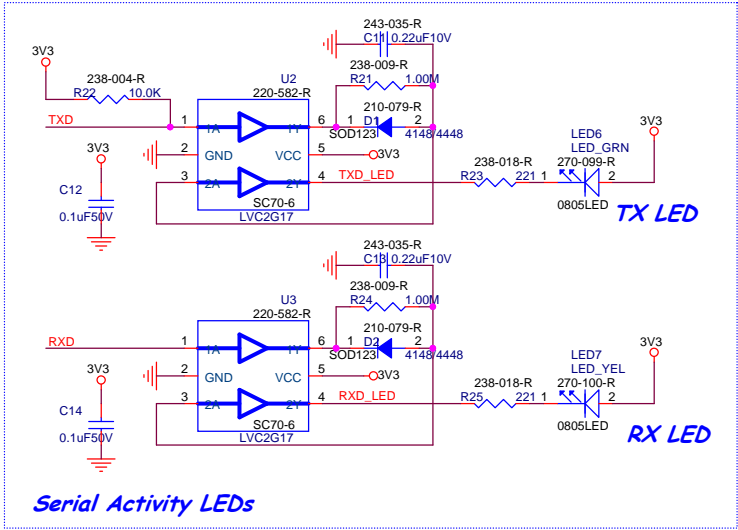 243-035-R
C11 0.22uF10V
3V3
238-004-R
R22 10.0K
U2
220-582-R
238-009-R
R21 1.00M
TXD
1 1A 1Y 6
210-079-R
1 D1 2
SOD123 4148/4448
2 GND VCC 5 3V3
3 2A 2Y 4 TXD_LED
SC70-6
LVC2G17
3V3
C12
0.1uF50V
238-018-R
R23 221
LED6
LED_GRN
270-099-R
1 2
0805LED
3V3
TX LED
243-035-R
C13 0.22uF10V
U3
220-582-R
238-009-R
R24 1.00M
RXD
1 1A 1Y 6
210-079-R
1 D2 2
SOD123 4148/4448
2 GND VCC 5 3V3
3 2A 2Y 4 RXD_LED
SC70-6
LVC2G17
3V3
C14
0.1uF50V
238-018-R
R25 221
LED7
LED_YEL
270-100-R
1 2
0805LED
3V3
RX LED
Serial Activity LEDs